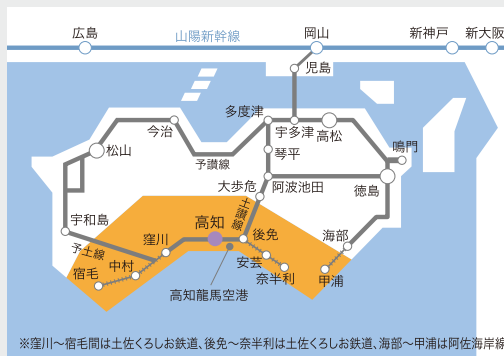 広島
山陽新幹線
岡山
新神戸
新大阪
児島
多度津
今治
宇多津
高松
鳴門
松山
琴平
予讃線
大歩危
阿波池田
徳島
土讃線
宇和島
高知
後免
海部
予土線
窪川
宿毛
中村
安芸
奈半利
甲浦
高知龍馬空港
※窪川～宿毛間は土佐くろしお鉄道、後免～奈半利は土佐くろしお鉄道、海部～甲浦は阿佐海岸線